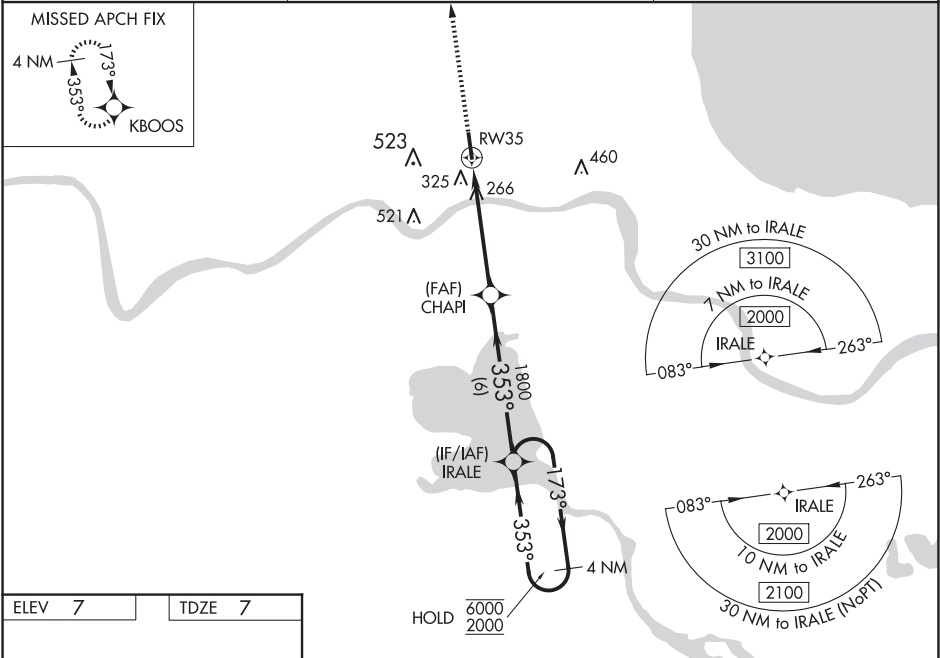 MISSED APCH FIX
4 NM
173°
353°
KBOOS
523
RW35
460
325
266
521
30 NM to IRALE
3100
7 NM to IRALE
2000
IRALE
083°
263°
(FAF)
CHAPI
1800
353°
(6)
(IF/IAF)
IRALE
173°
353°
4 NM
HOLD
6000
2000
083°
263°
IRALE
2000
10 NM to IRALE
2100
30 NM to IRALE (NoPT)
ELEV 7
TDZE 7